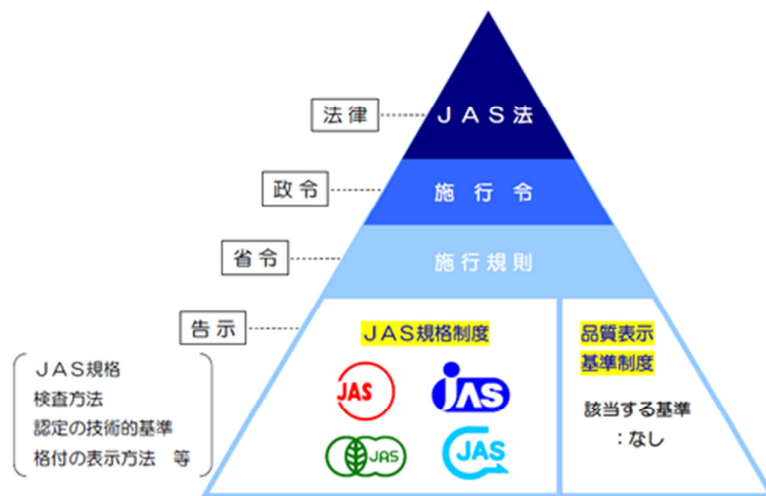 法律
JAS法
政令
施行令
省令
施行規則
告示
JAS規格制度
品質表示
基準制度
JAS規格
検査方法
認定の技術的基準
格付の表示方法 等
JAS
JAS
JAS
JAS
該当する基準
:なし